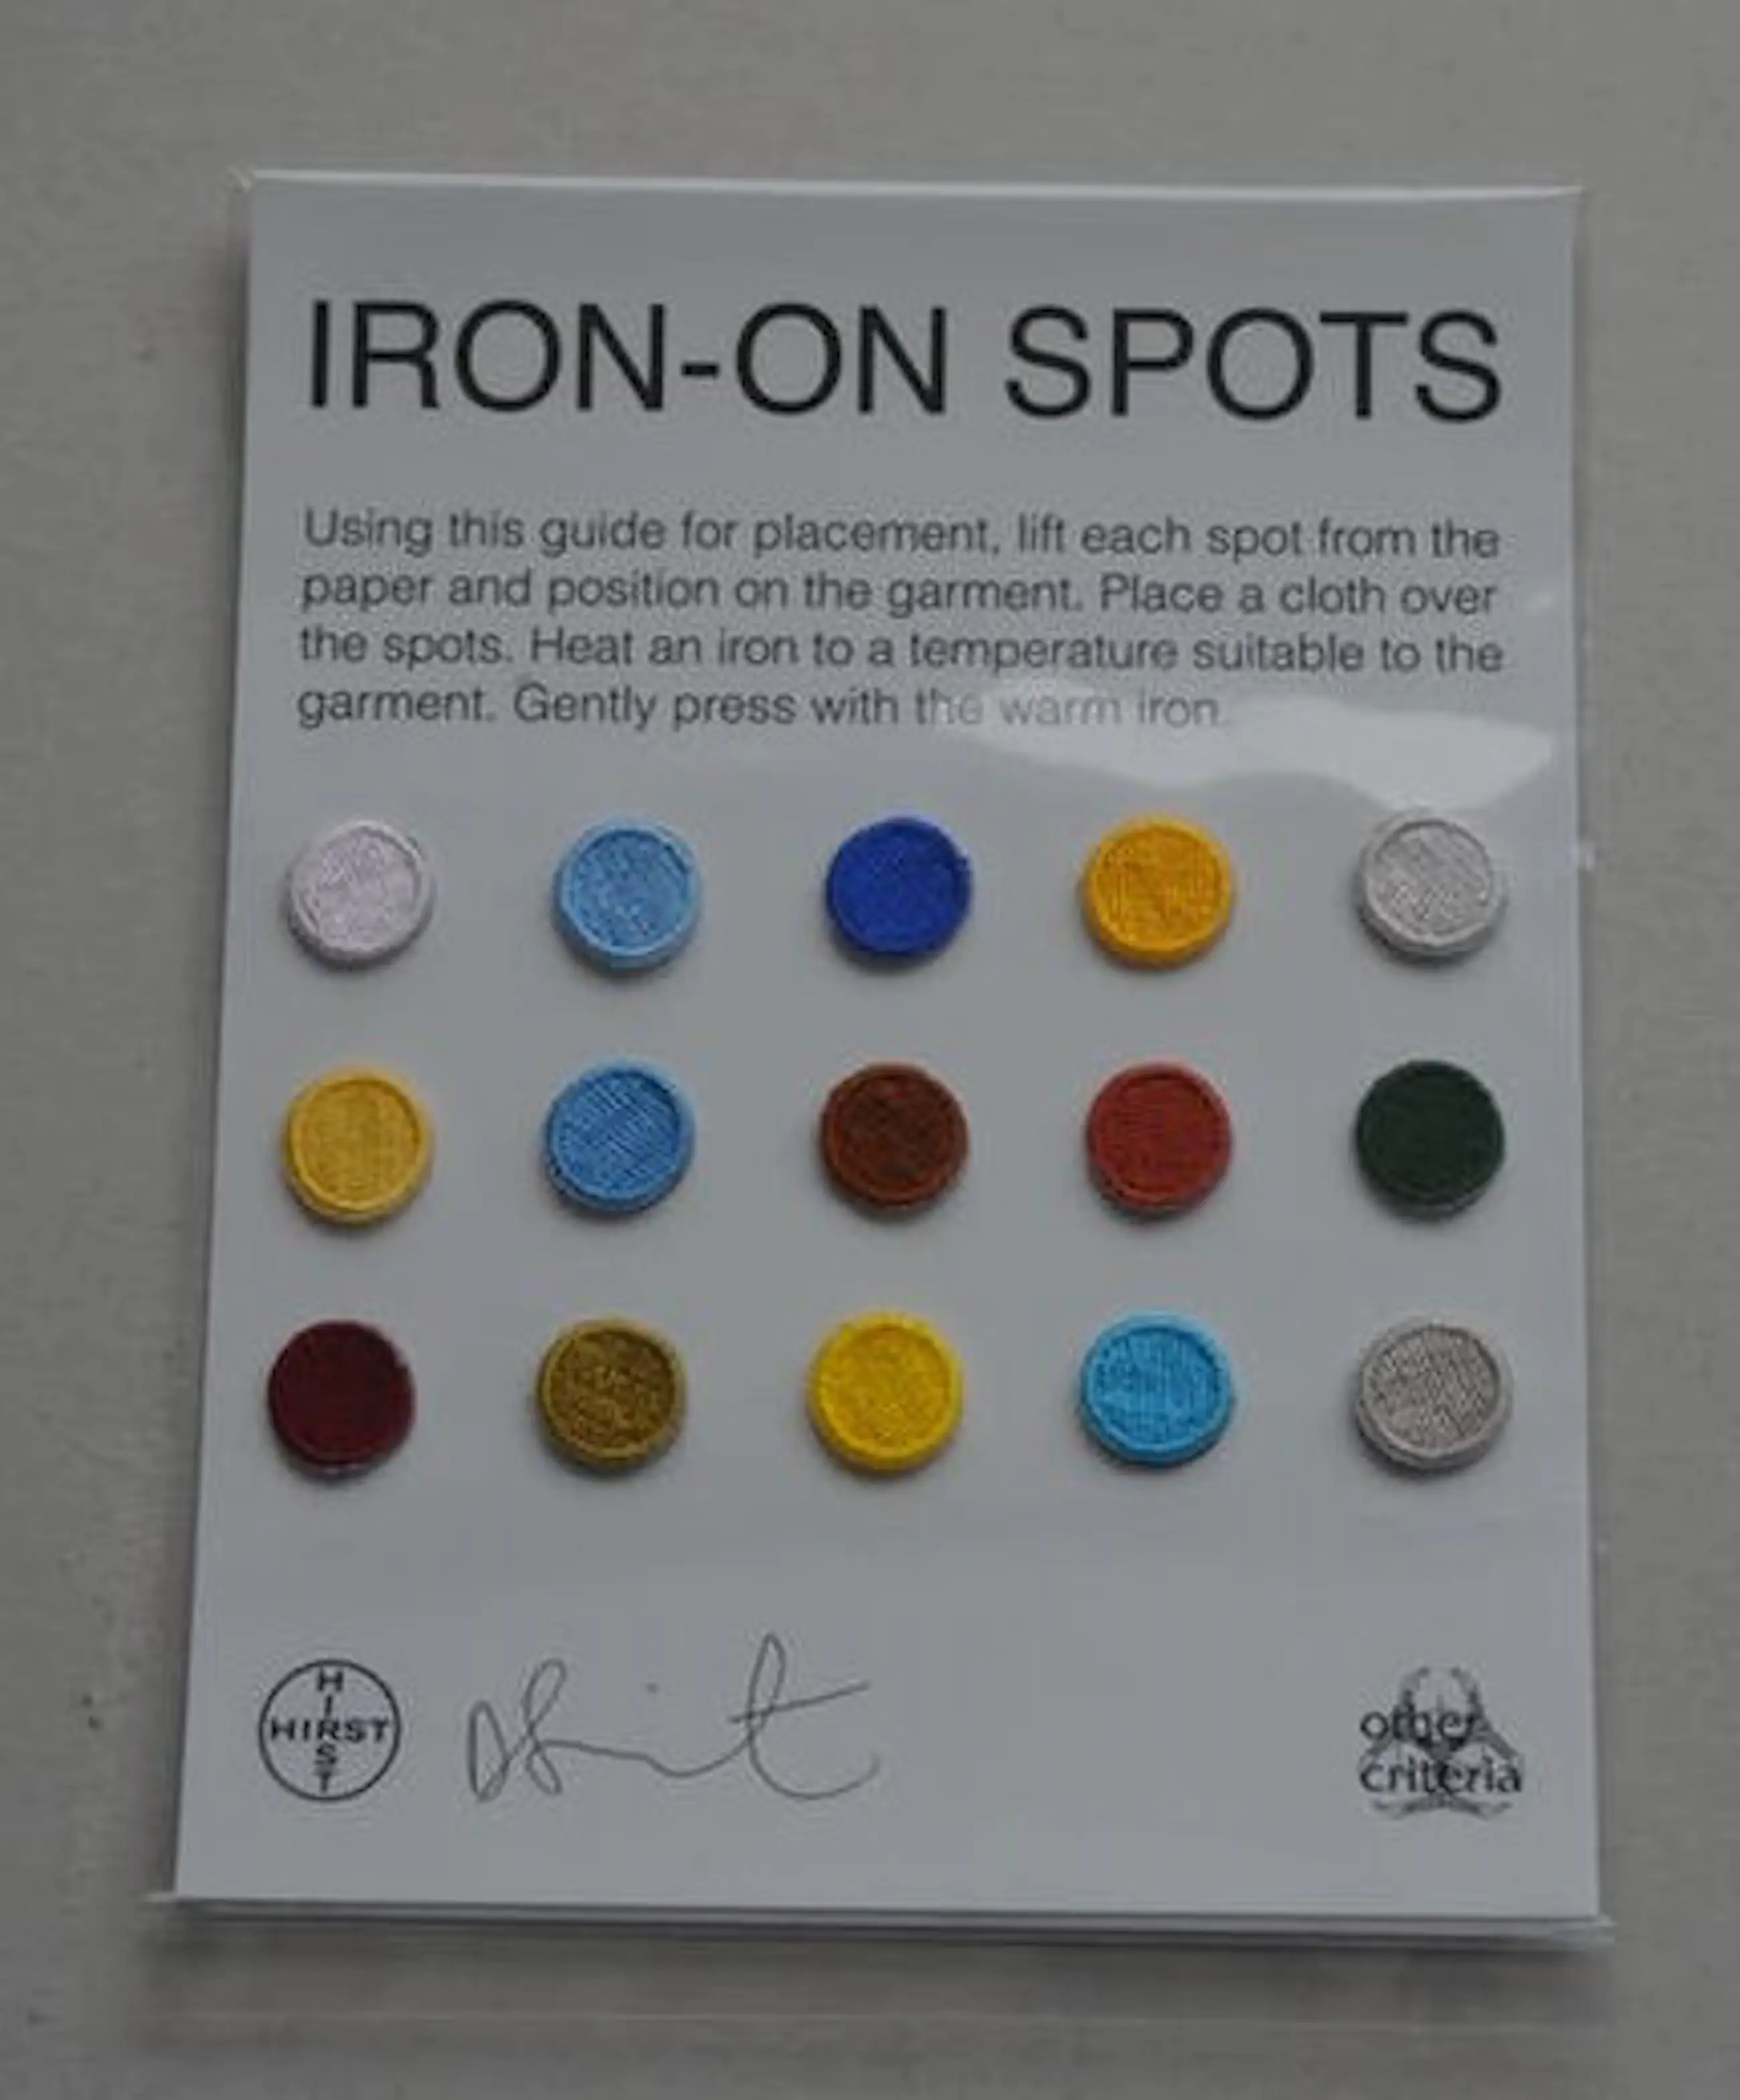 IRON-ON SPOTS
Using this guide for placement, lift each spot from the
paper and position on the garment. Place a cloth over
the spots. Heat an iron to a temperature suitable to the
garment. Gently press with the warm iron.
HIRST
HIRST
other
criteria